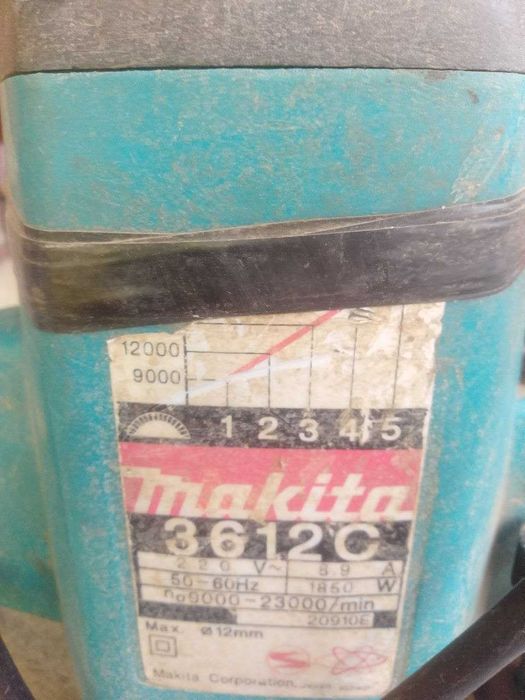 12000
9000
1 2 3 4 5
makita
3612C
220 V~ 8.9 A
50-60Hz 1850 W
n₀9000-23000/min
20910E
Max. ø12mm
Makita Corporation